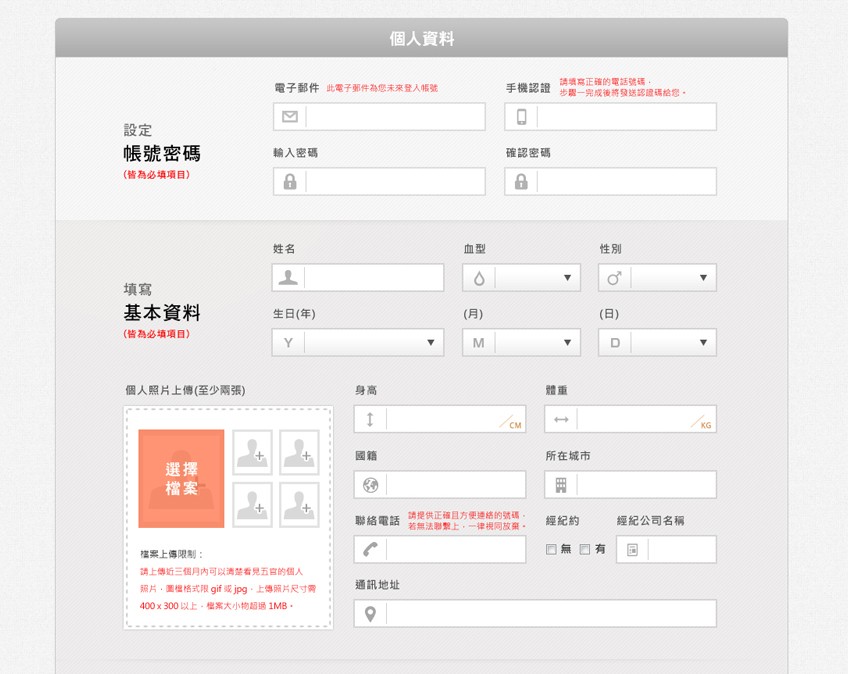 個人資料
電子郵件 此電子郵件為您未來登入帳號
手機認證 請填寫正確的電話號碼，
步驟一完成後將發送認證碼給您。
設定
帳號密碼
(皆為必填項目)
輸入密碼
確認密碼
姓名
血型
性別
填寫
基本資料
(皆為必填項目)
生日(年)
(月)
(日)
Y
M
D
個人照片上傳(至少兩張)
選擇
檔案
檔案上傳限制：
請上傳近三個月內可以清楚看見五官的個人
照片，圖檔格式限 gif 或 jpg，上傳照片尺寸需
400 x 300 以上，檔案大小勿超過 1MB。
身高
CM
體重
KG
國籍
所在城市
聯絡電話 請提供正確且方便連絡的號碼，
若無法聯繫上，一律視同放棄。
經紀約
無 有
經紀公司名稱
通訊地址